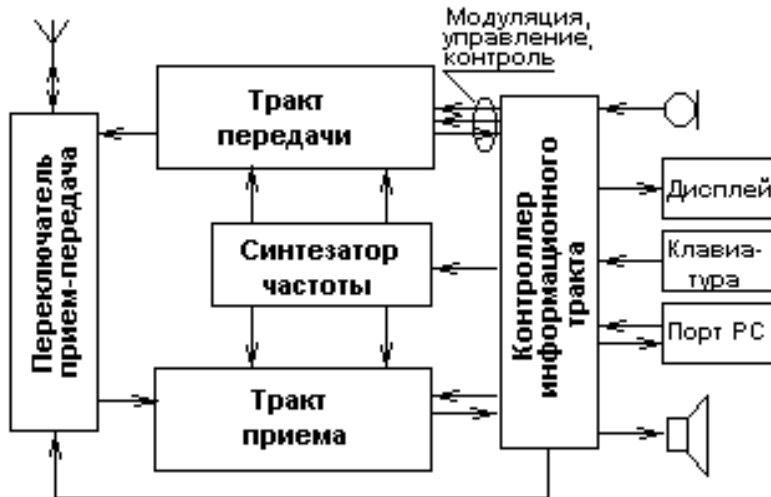 Модуляция,
управление,
контроль
Тракт
передачи
Переключатель
прием-передача
Синтезатор
частоты
Тракт
приема
Контроллер
информационного
тракта
Дисплей
Клавиа-
тура
Порт PC